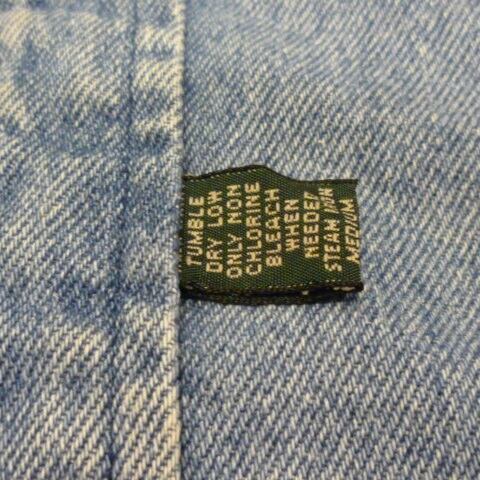 TUMBLE
DRY LOW
ONLY NON
CHLORINE
BLEACH
WHEN
NEEDED
STEAM IRON
MEDIUM